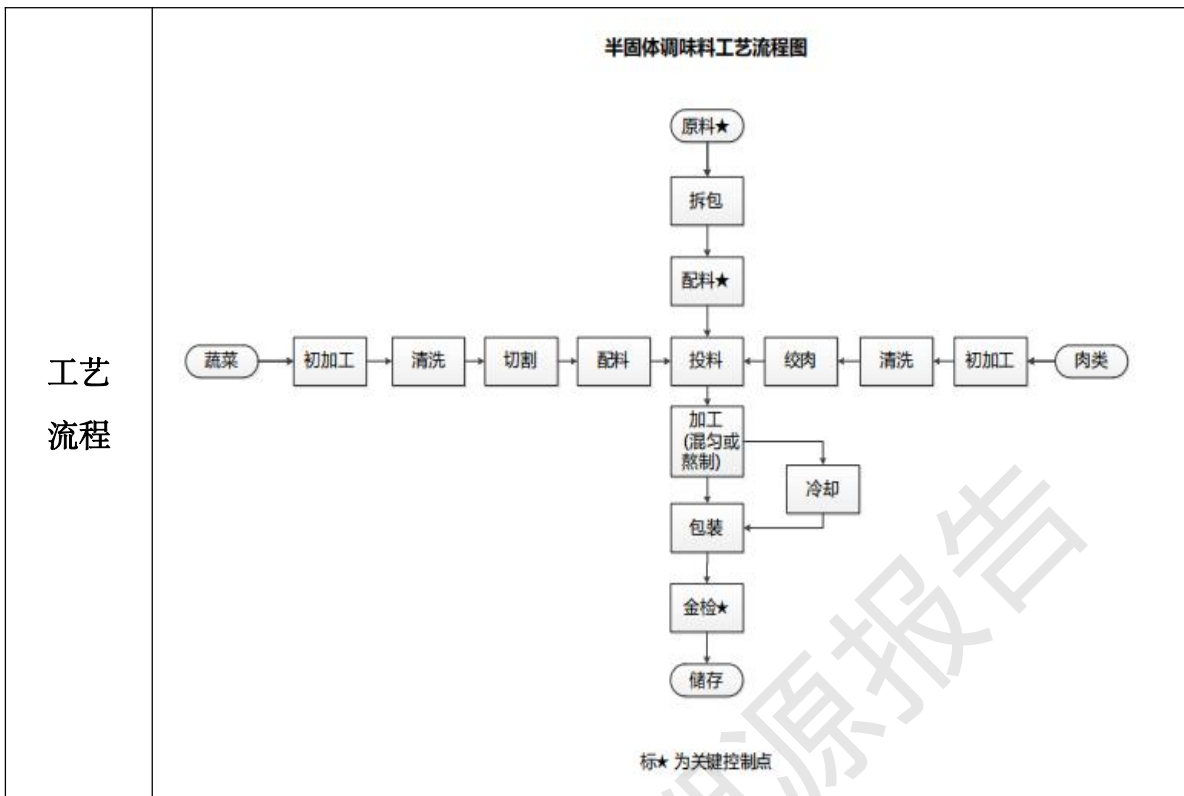 半固体调味料工艺流程图
原料★
拆包
配料★
蔬菜
初加工
清洗
切割
配料
投料
绞肉
清洗
初加工
肉类
加工
(混匀或
熬制)
冷却
包装
金检★
储存
标★ 为关键控制点
工艺
流程
源报告